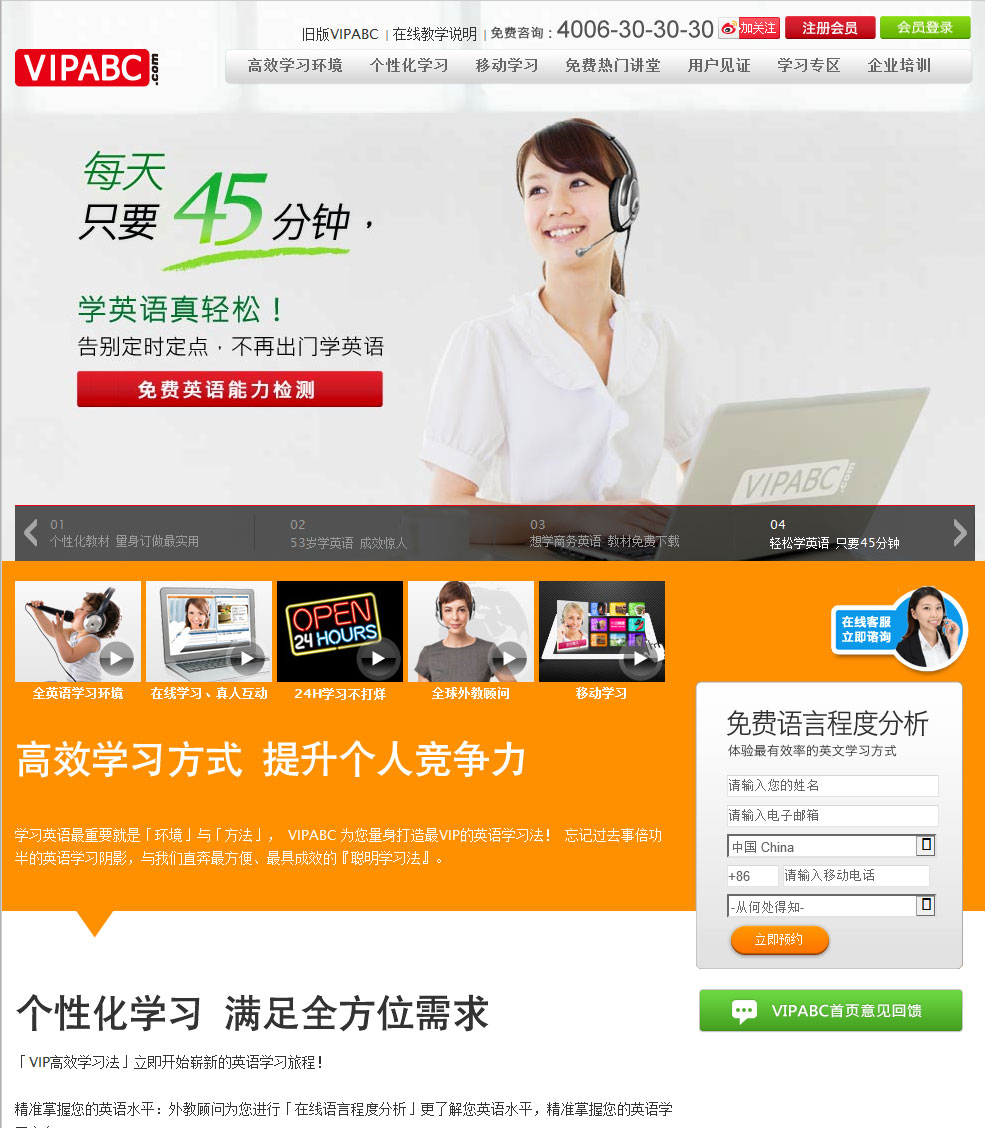 旧版VIPABC | 在线教学说明 | 免费咨询：4006-30-30-30 加关注 注册会员 会员登录
VIPABC.com
高效学习环境 个性化学习 移动学习 免费热门讲堂 用户见证 学习专区 企业培训
每天
只要45分钟，
学英语真轻松！
告别定时定点，不再出门学英语
免费英语能力检测
VIPABC.com
01 02 03 04
个性化教材 量身订做最实用 53岁学英语 成效惊人 想学商务英语 教材免费下载 轻松学英语 只要45分钟
OPEN
24 HOURS
在线客服
立即谘询
全英语学习环境 在线学习、真人互动 24H学习不打烊 全球外教顾问 移动学习
高效学习方式 提升个人竞争力
学习英语最重要就是「环境」与「方法」， VIPABC 为您量身打造最VIP的英语学习法！ 忘记过去事倍功
半的英语学习阴影，与我们直奔最方便、最具成效的『聪明学习法』。
免费语言程度分析
体验最有效率的英文学习方式
请输入您的姓名
请输入电子邮箱
中国 China
+86 请输入移动电话
-从何处得知-
立即预约
VIPABC首页意见回馈
个性化学习 满足全方位需求
「VIP高效学习法」立即开始崭新的英语学习旅程！
精准掌握您的英语水平：外教顾问为您进行「在线语言程度分析」更了解您英语水平，精准掌握您的英语学